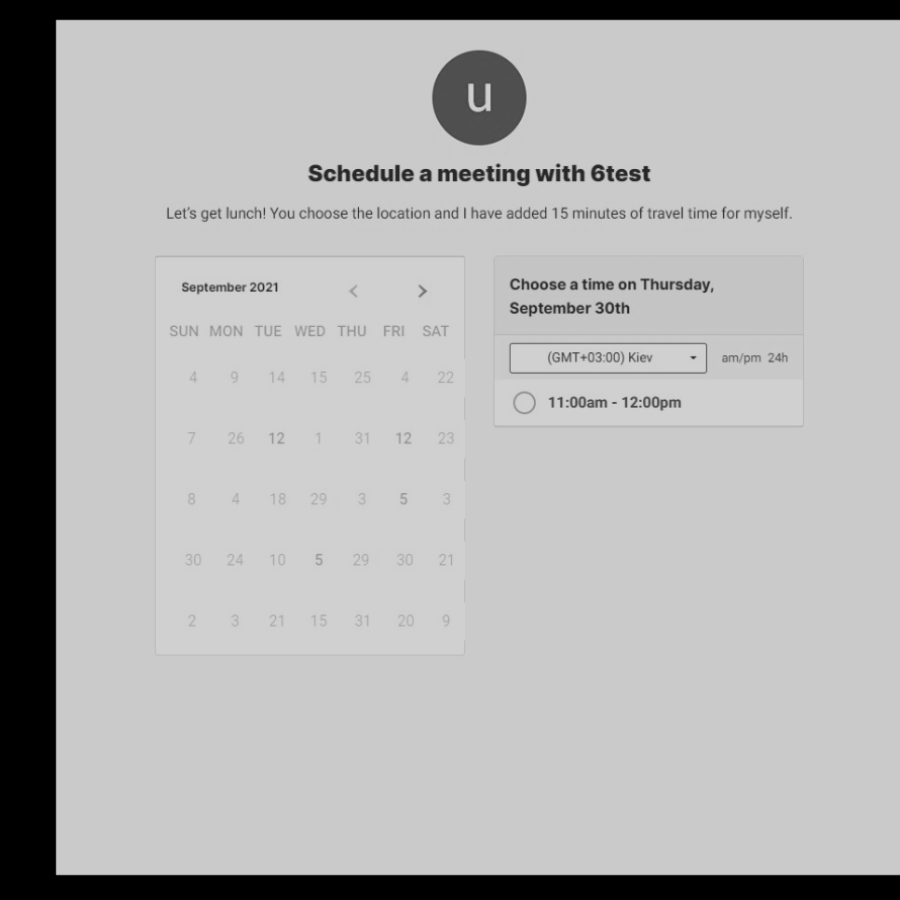 u
Schedule a meeting with 6test
Let's get lunch! You choose the location and I have added 15 minutes of travel time for myself.
September 2021
SUN MON TUE WED THU FRI SAT
4 9 14 15 25 4 22
7 26 12 1 31 12 23
8 4 18 29 3 5 3
30 24 10 5 29 30 21
2 3 21 15 31 20 9
Choose a time on Thursday,
September 30th
(GMT+03:00) Kiev am/pm 24h
11:00am - 12:00pm